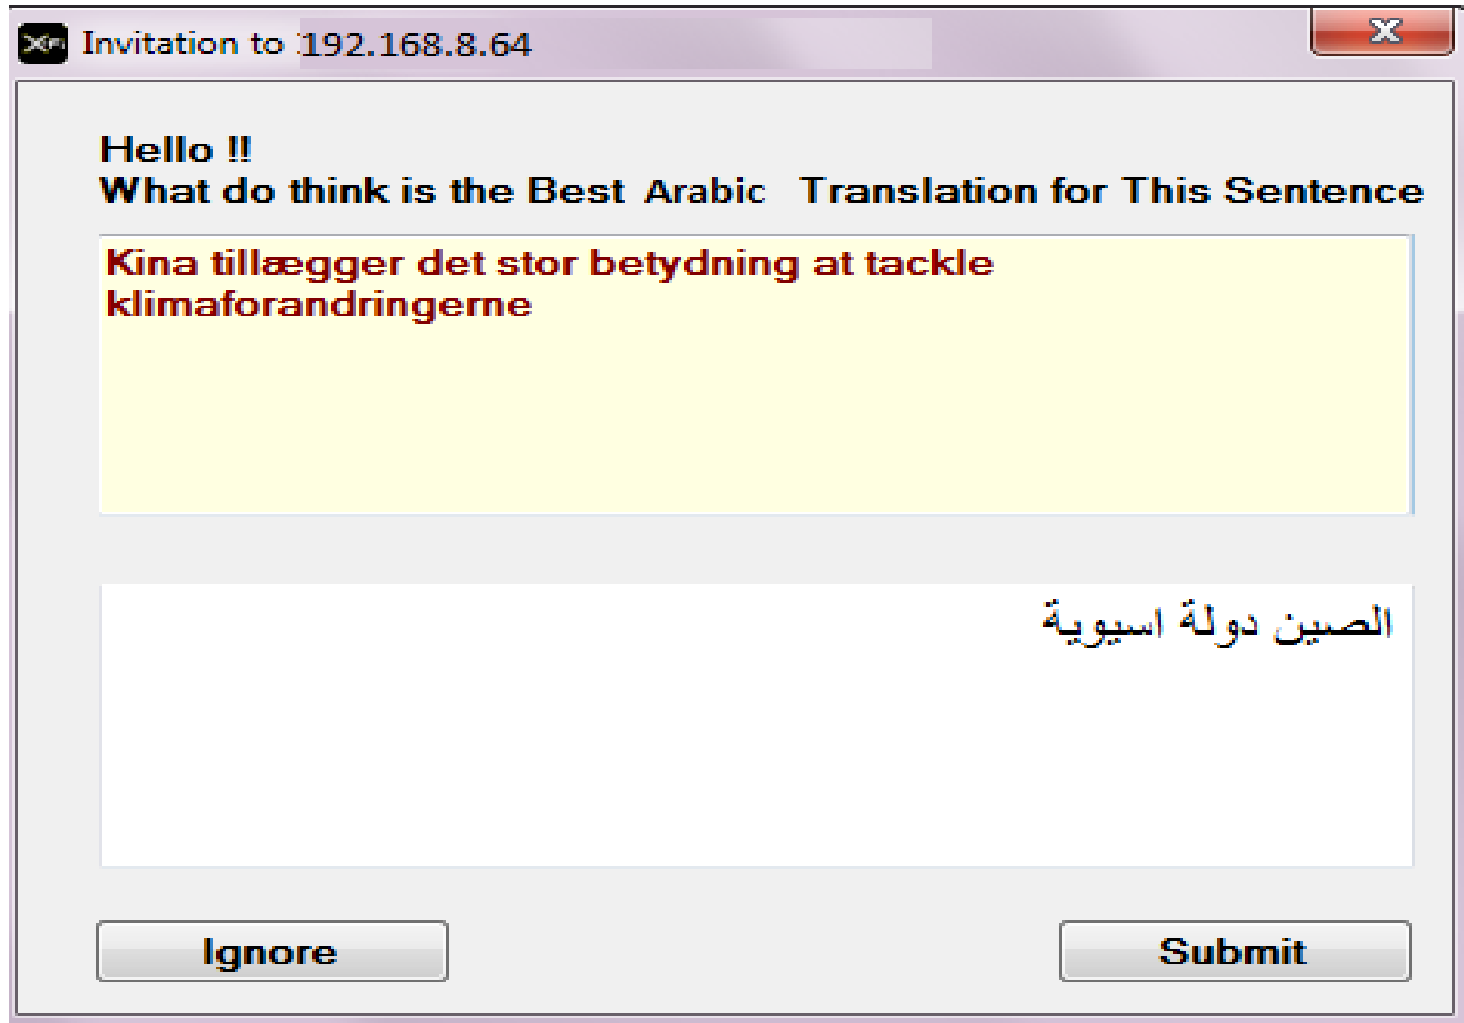 Invitation to 192.168.8.64
Hello !!
What do think is the Best Arabic Translation for This Sentence
Kina tillægger det stor betydning at tackle
klimaforandringerne
الصين دولة اسيوية
Ignore
Submit